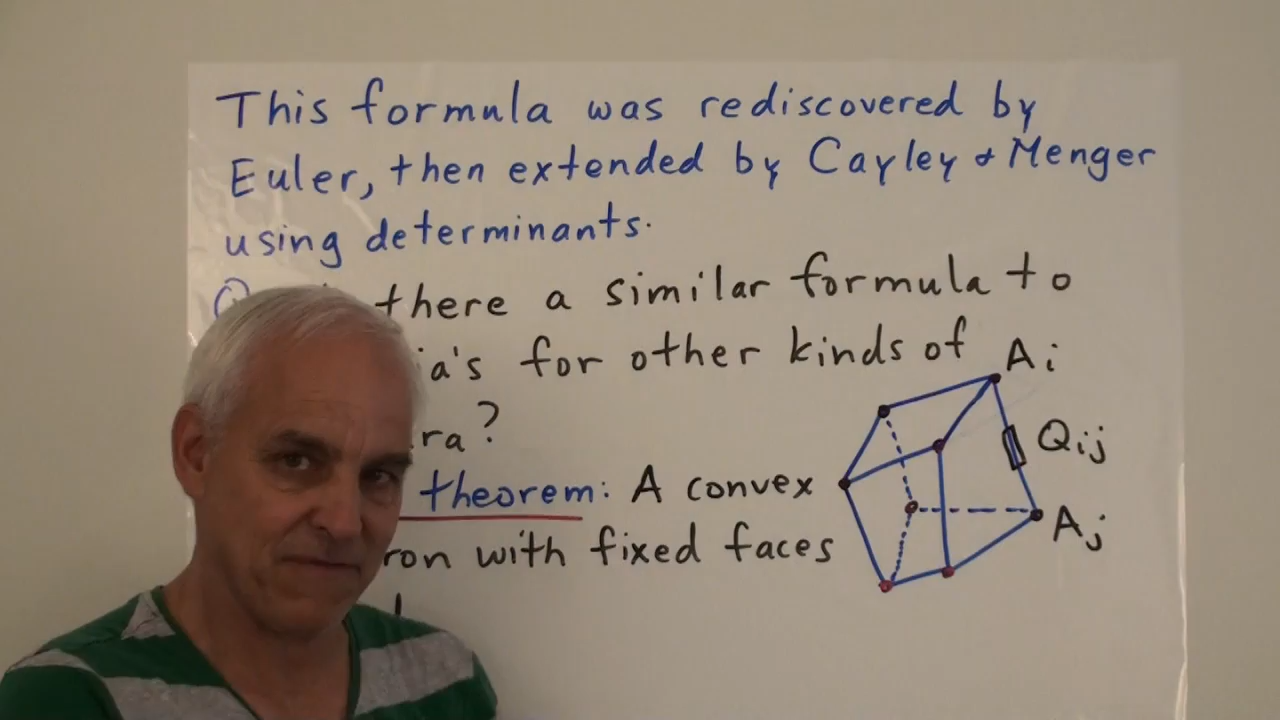 This formula was rediscovered by
Euler, then extended by Cayley & Menger
using determinants.
there a similar formula to
ia's for other kinds of
ra?
theorem: A convex
ron with fixed faces
Ai
Qij
Aj